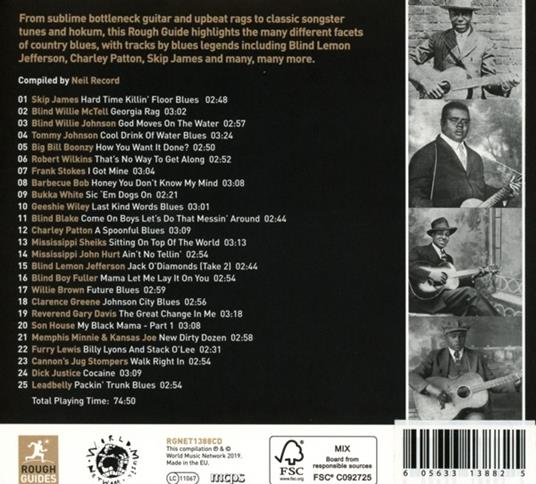 From sublime bottleneck guitar and upbeat rags to classic songster
tunes and hokum, this Rough Guide highlights the many different facets
of country blues, with tracks by blues legends including Blind Lemon
Jefferson, Charley Patton, Skip James and many, many more.
Compiled by Neil Record
01 Skip James Hard Time Killin' Floor Blues 02:48
02 Blind Willie McTell Georgia Rag 03:02
03 Blind Willie Johnson God Moves On The Water 02:57
04 Tommy Johnson Cool Drink Of Water Blues 03:24
05 Big Bill Boonzy How You Want It Done? 02:50
06 Robert Wilkins That's No Way To Get Along 02:52
07 Frank Stokes I Got Mine 03:04
08 Barbecue Bob Honey You Don't Know My Mind 03:08
09 Bukka White Sic 'Em Dogs On 02:21
10 Geeshie Wiley Last Kind Words Blues 03:01
11 Blind Blake Come On Boys Let's Do That Messin' Around 02:44
12 Charley Patton A Spoonful Blues 03:09
13 Mississippi Sheiks Sitting On Top Of The World 03:13
14 Mississippi John Hurt Ain't No Tellin' 02:54
15 Blind Lemon Jefferson Jack O'Diamonds (Take 2) 02:44
16 Blind Boy Fuller Mama Let Me Lay It On You 02:54
17 Willie Brown Future Blues 02:59
18 Clarence Greene Johnson City Blues 02:56
19 Reverend Gary Davis The Great Change In Me 03:18
20 Son House My Black Mama - Part 1 03:08
21 Memphis Minnie & Kansas Joe New Dirty Dozen 02:58
22 Furry Lewis Billy Lyons And Stack O'Lee 02:31
23 Cannon's Jug Stompers Walk Right In 02:54
24 Dick Justice Cocaine 03:09
25 Leadbelly Packin' Trunk Blues 02:54
Total Playing Time: 74:50
ROUGH
GUIDES
World Music Network
RGNET1388CD
This compilation ℗ & ©
World Music Network 2019.
Made in the EU.
LC 11067
mcps
FSC
MIX
Board from
responsible sources
FSC® C092725
6 05633 13882 5